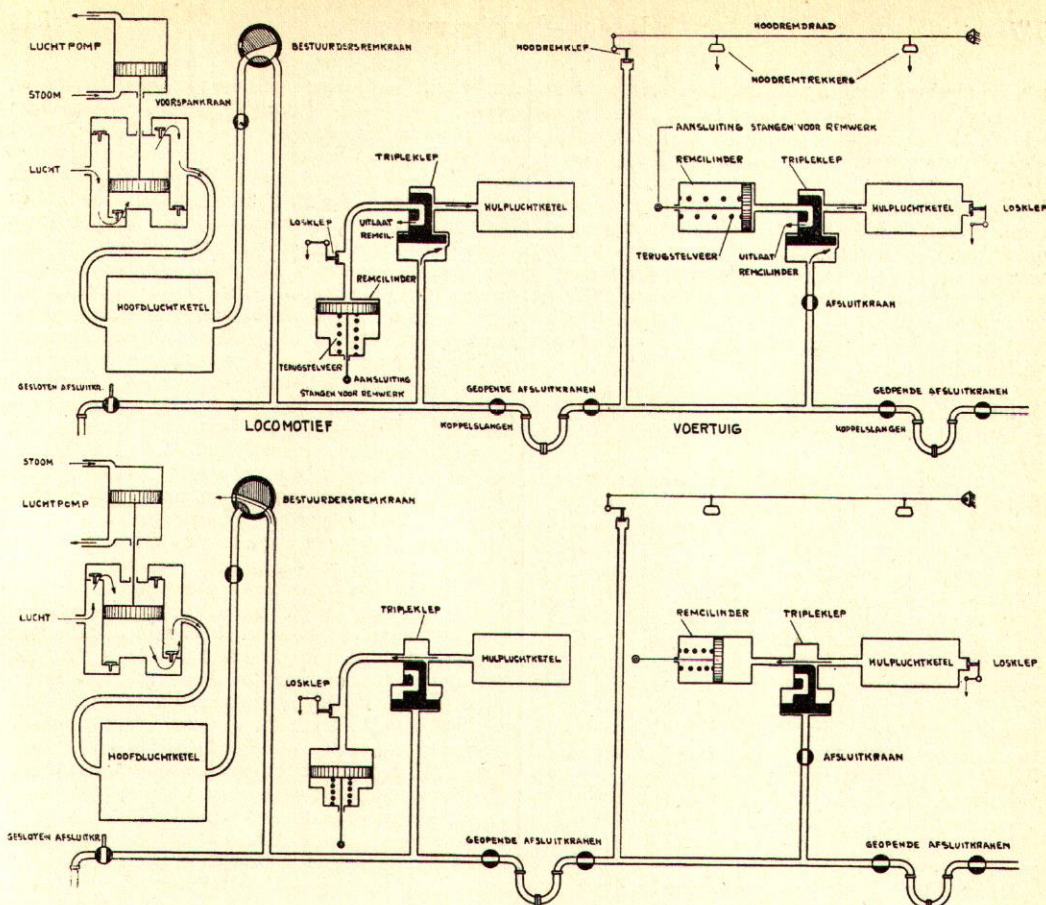 LUCHTPOMP
BESTUURDERSREMKRAAN
NOODREMKLEP
NOODREMDRAAD
NOODREMTREKKERS
STOOM
VOORSPANKRAAN
LUCHT
TRIPLEKLEP
HULPLUCHTKETEL
LOSKLEP
UITLAAT
REMCIL.
REMCILINDER
HOOFDLUCHTKETEL
TERUGSTELVEER
AANSLUITING
STANGEN VOOR REMWERK
GESLOTEN AFSLUITKR.
LOCOMOTIEF
AANSLUITING STANGEN VOOR REMWERK
REMCILINDER
TRIPLEKLEP
HULPLUCHTKETEL
LOSKLEP
TERUGSTELVEER
UITLAAT
REMCILINDER
AFSLUITKRAAN
GEOPENDE AFSLUITKRANEN
KOPPELSLANGEN
VOERTUIG
GEOPENDE AFSLUITKRANEN
KOPPELSLANGEN
STOOM
LUCHTPOMP
BESTUURDERSREMKRAAN
LUCHT
TRIPLEKLEP
HULPLUCHTKETEL
LOSKLEP
HOOFDLUCHTKETEL
GESLOTEN AFSLUITKR.
REMCILINDER
TRIPLEKLEP
HULPLUCHTKETEL
LOSKLEP
AFSLUITKRAAN
GEOPENDE AFSLUITKRANEN
GEOPENDE AFSLUITKRANEN